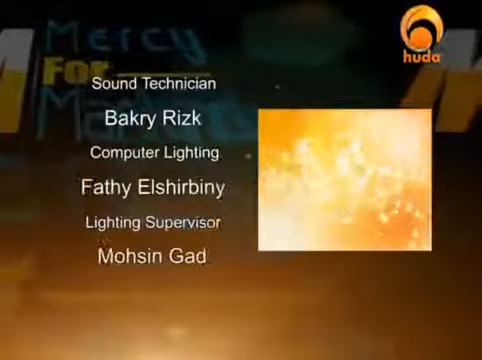 Mercy
For
Sound Technician
Bakry Rizk
Computer Lighting
Fathy Elshirbiny
Lighting Supervisor
Mohsin Gad
huda